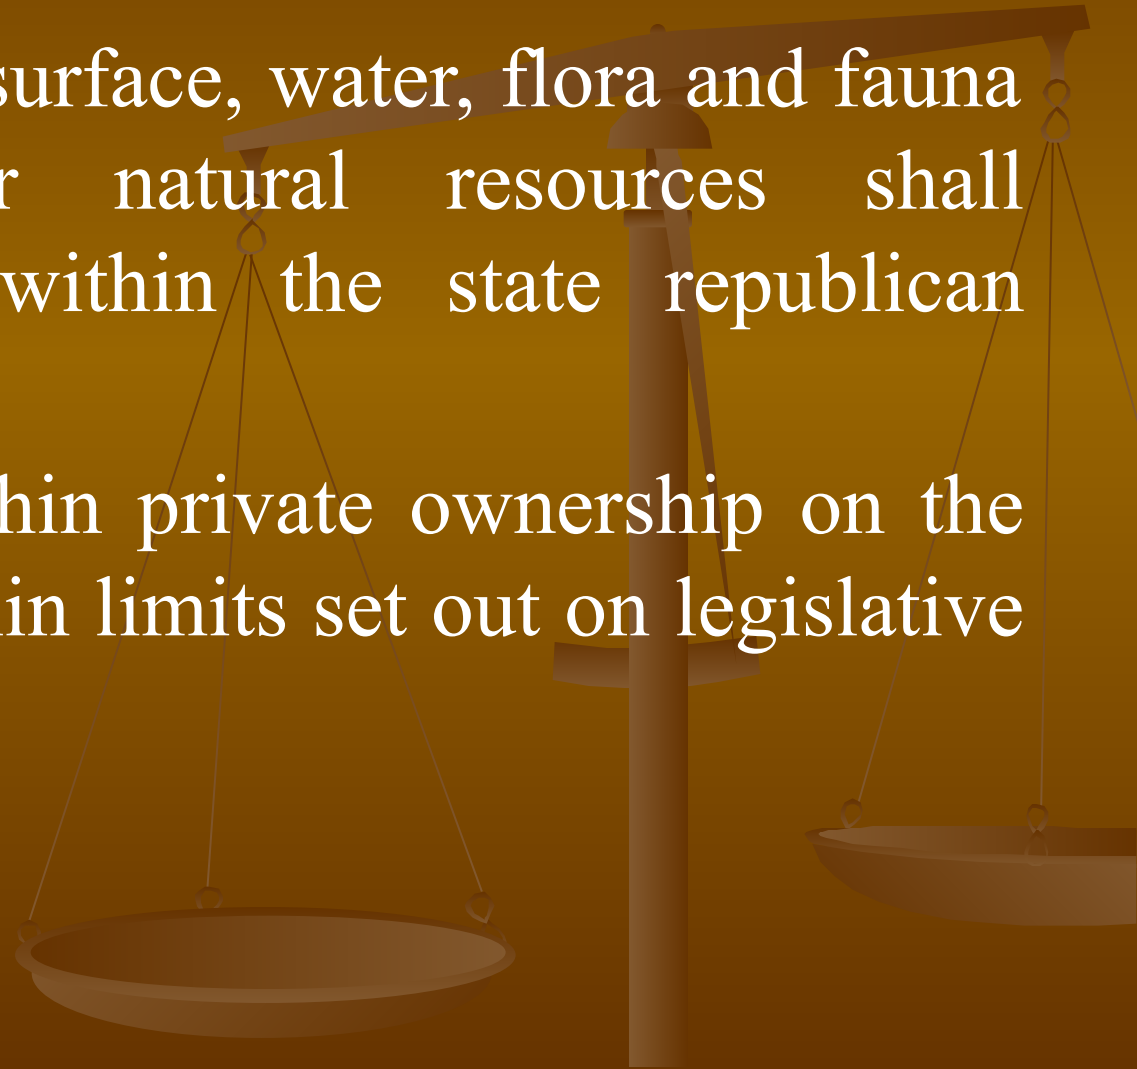 surface, water, flora and fauna
r natural resources shall
within the state republican
hin private ownership on the
in limits set out on legislative